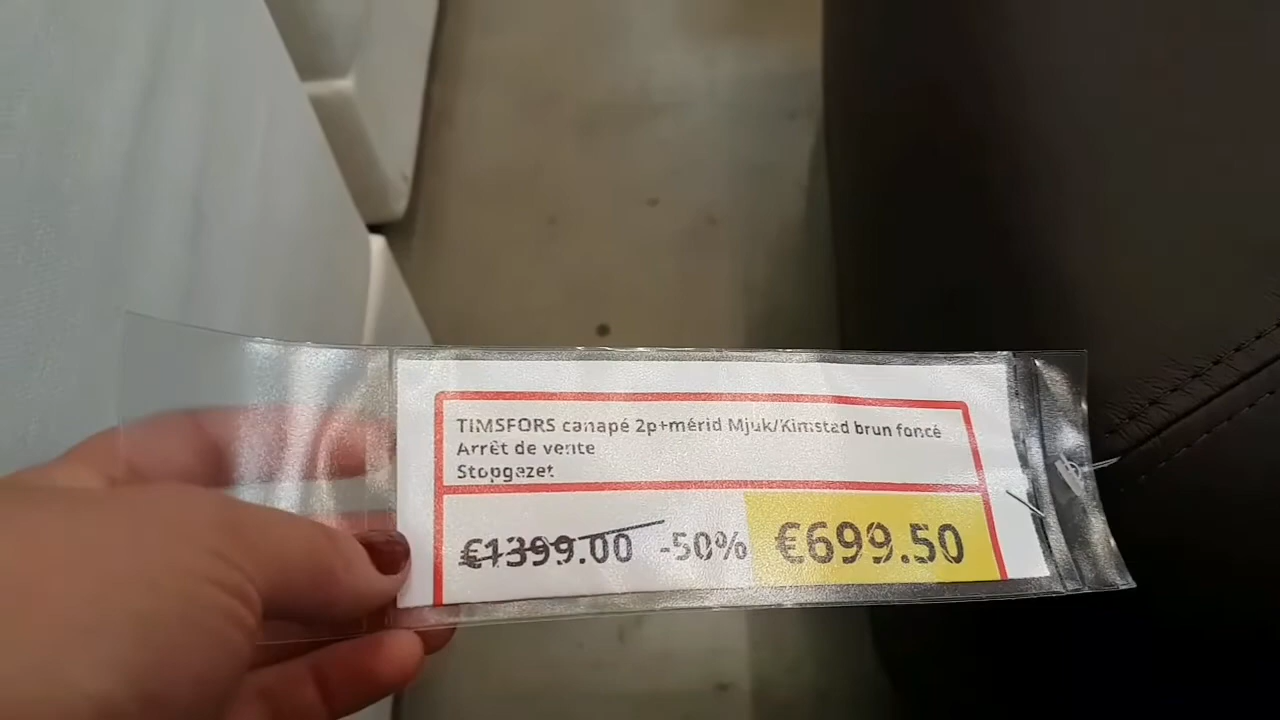 TIMSFORS canapé 2p+mérid Mjuk/Kimstad brun foncé
Arrêt de vente
Stopgezet
€1399.00 -50% €699.50